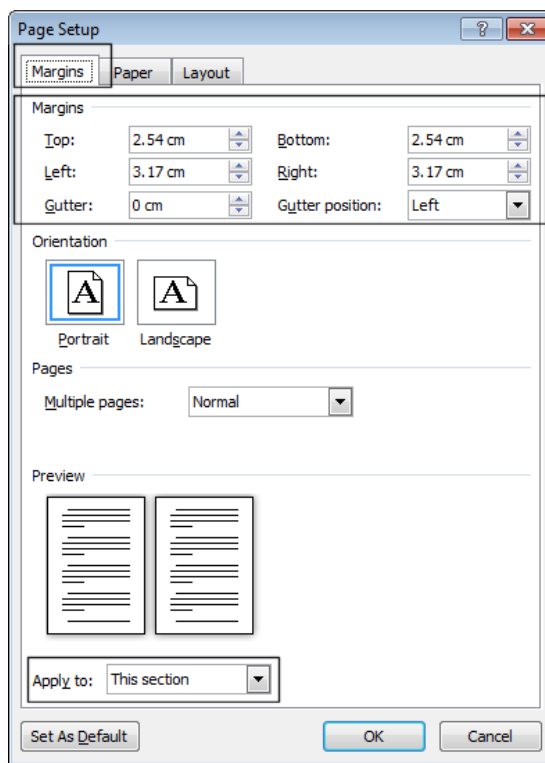 Page Setup
Margins Paper Layout
Margins
Top: 2.54 cm Bottom: 2.54 cm
Left: 3.17 cm Right: 3.17 cm
Gutter: 0 cm Gutter position: Left
Orientation
A A
Portrait Landscape
Pages
Multiple pages: Normal
Preview
Apply to: This section
Set As Default OK Cancel